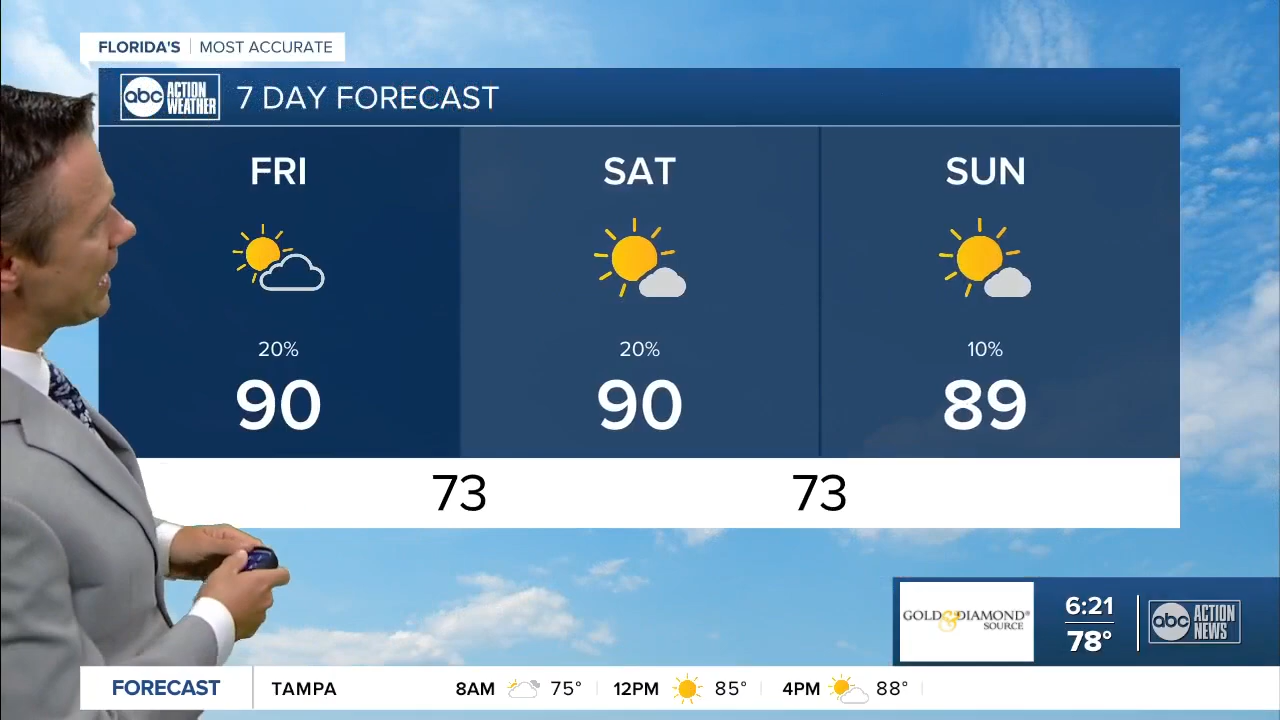 FLORIDA'S | MOST ACCURATE
abc ACTION WEATHER 7 DAY FORECAST
FRI SAT SUN
20% 20% 10%
90 90 89
73 73
GOLD & DIAMOND® SOURCE
6:21
78°
abc ACTION NEWS
FORECAST TAMPA 8AM 75° 12PM 85° 4PM 88°